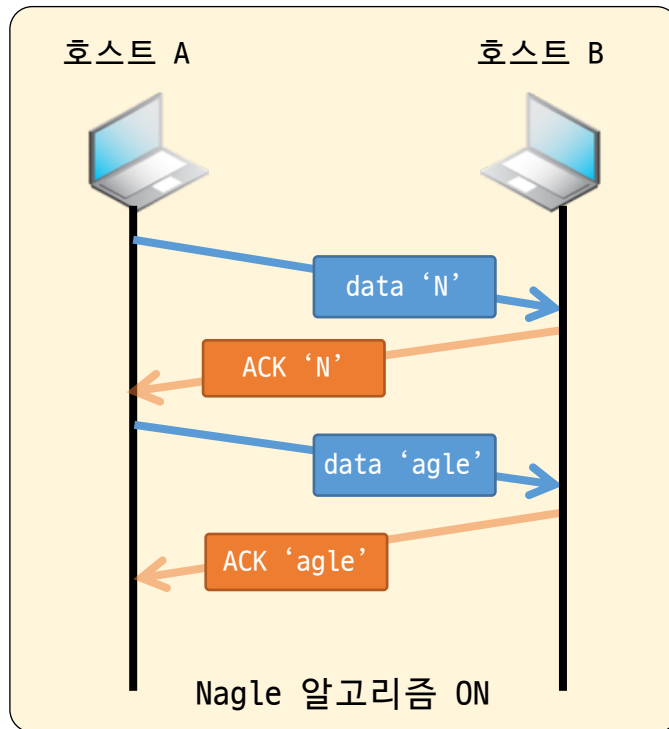 호스트 A
호스트 B
data ‘N’
ACK ‘N’
data ‘agle’
ACK ‘agle’
Nagle 알고리즘 ON